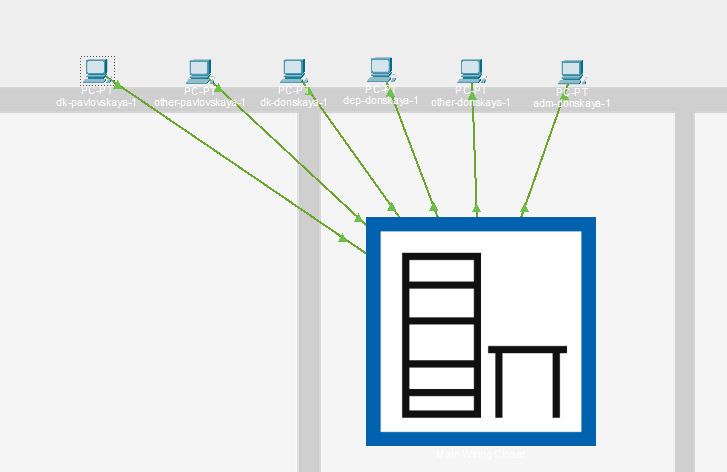 PC-PT
dk-pavlovskaya-1
PC-PT
other-pavlovskaya-1
PC-PT
dk-donskaya-1
PC-PT
dep-donskaya-1
PC-PT
other-donskaya-1
PC-PT
adm-donskaya-1
Main Wiring Closet